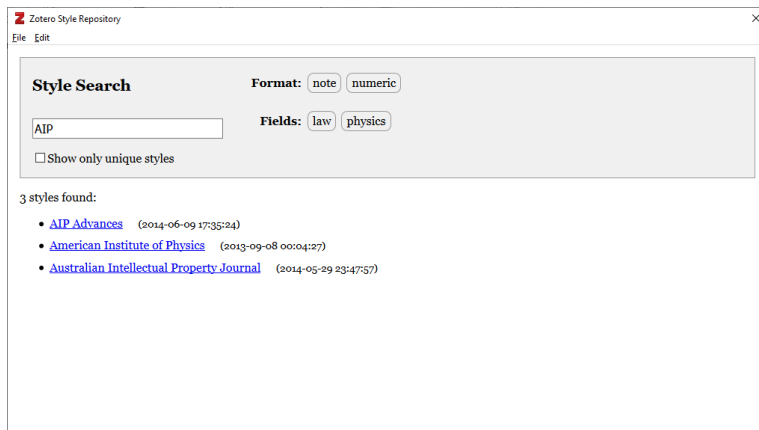 Zotero Style Repository
File Edit
Style Search
Format: note numeric
AIP
Fields: law physics
Show only unique styles
3 styles found:
AIP Advances (2014-06-09 17:35:24)
American Institute of Physics (2013-09-08 00:04:27)
Australian Intellectual Property Journal (2014-05-29 23:47:57)